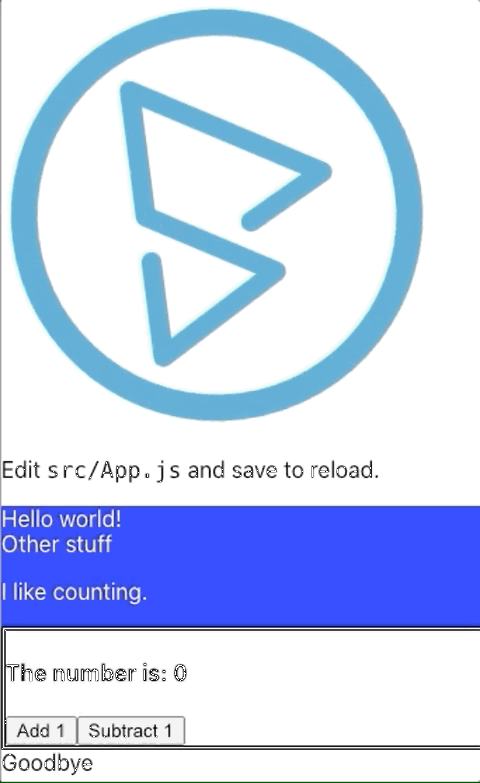 Edit src/App.js and save to reload.
Hello world!
Other stuff
I like counting.
The number is: 0
Add 1 Subtract 1
Goodbye